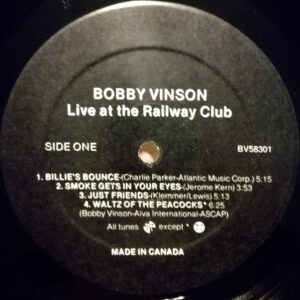 BOBBY VINSON
Live at the Railway Club
SIDE ONE BV58301
1. BILLIE'S BOUNCE-(Charlie Parker-Atlantic Music Corp.) 5:15
2. SMOKE GETS IN YOUR EYES-(Jerome Kern) 3:53
3. JUST FRIENDS-(Klemmer/Lewis) 5:13
4. WALTZ OF THE PEACOCKS* 6:25
(Bobby Vinson-Alva International-ASCAP)
All tunes except *
MADE IN CANADA